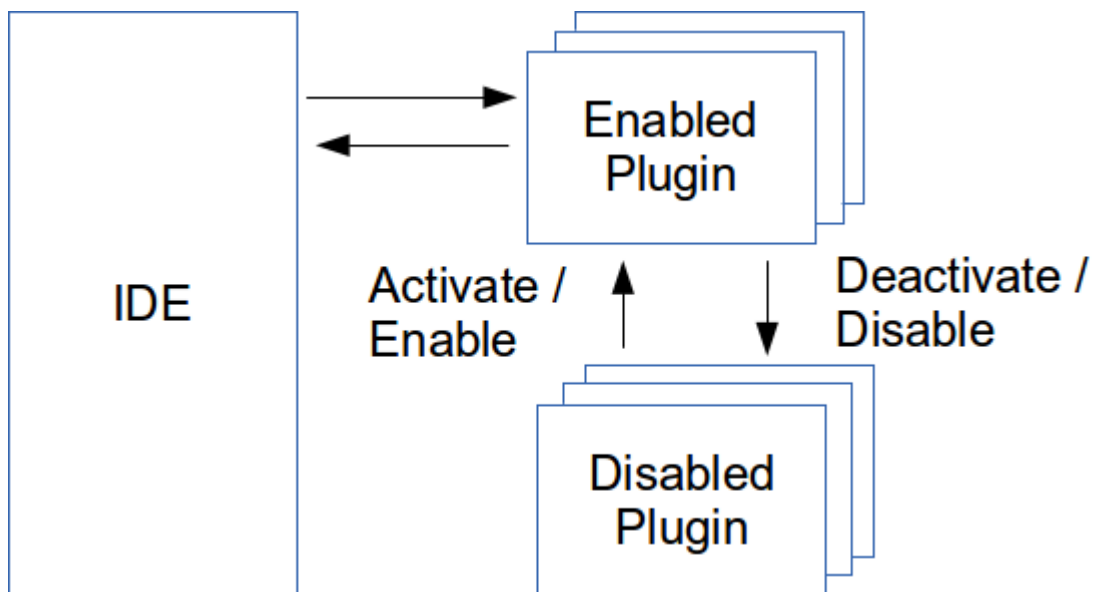 Enabled
Plugin
IDE
Activate /
Enable
Deactivate /
Disable
Disabled
Plugin